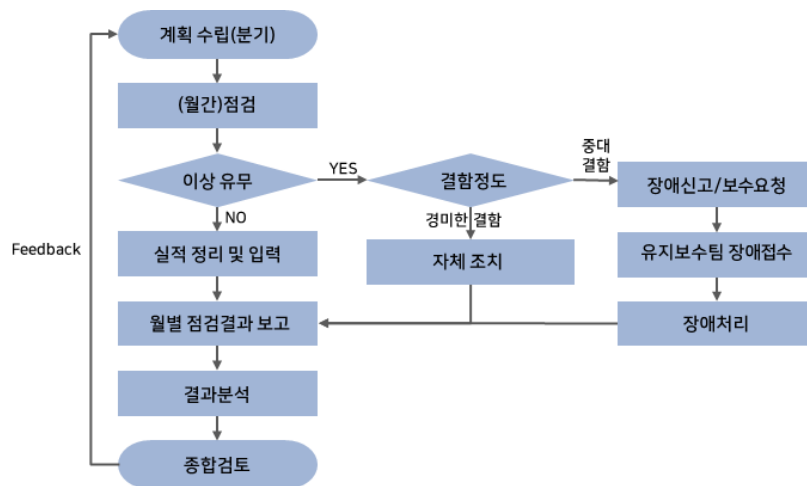 계획 수립(분기)
(월간)점검
이상 유무
YES
결함정도
중대
결함
장애신고/보수요청
NO
경미한 결함
Feedback
실적 정리 및 입력
자체 조치
유지보수팀 장애접수
월별 점검결과 보고
장애처리
결과분석
종합검토